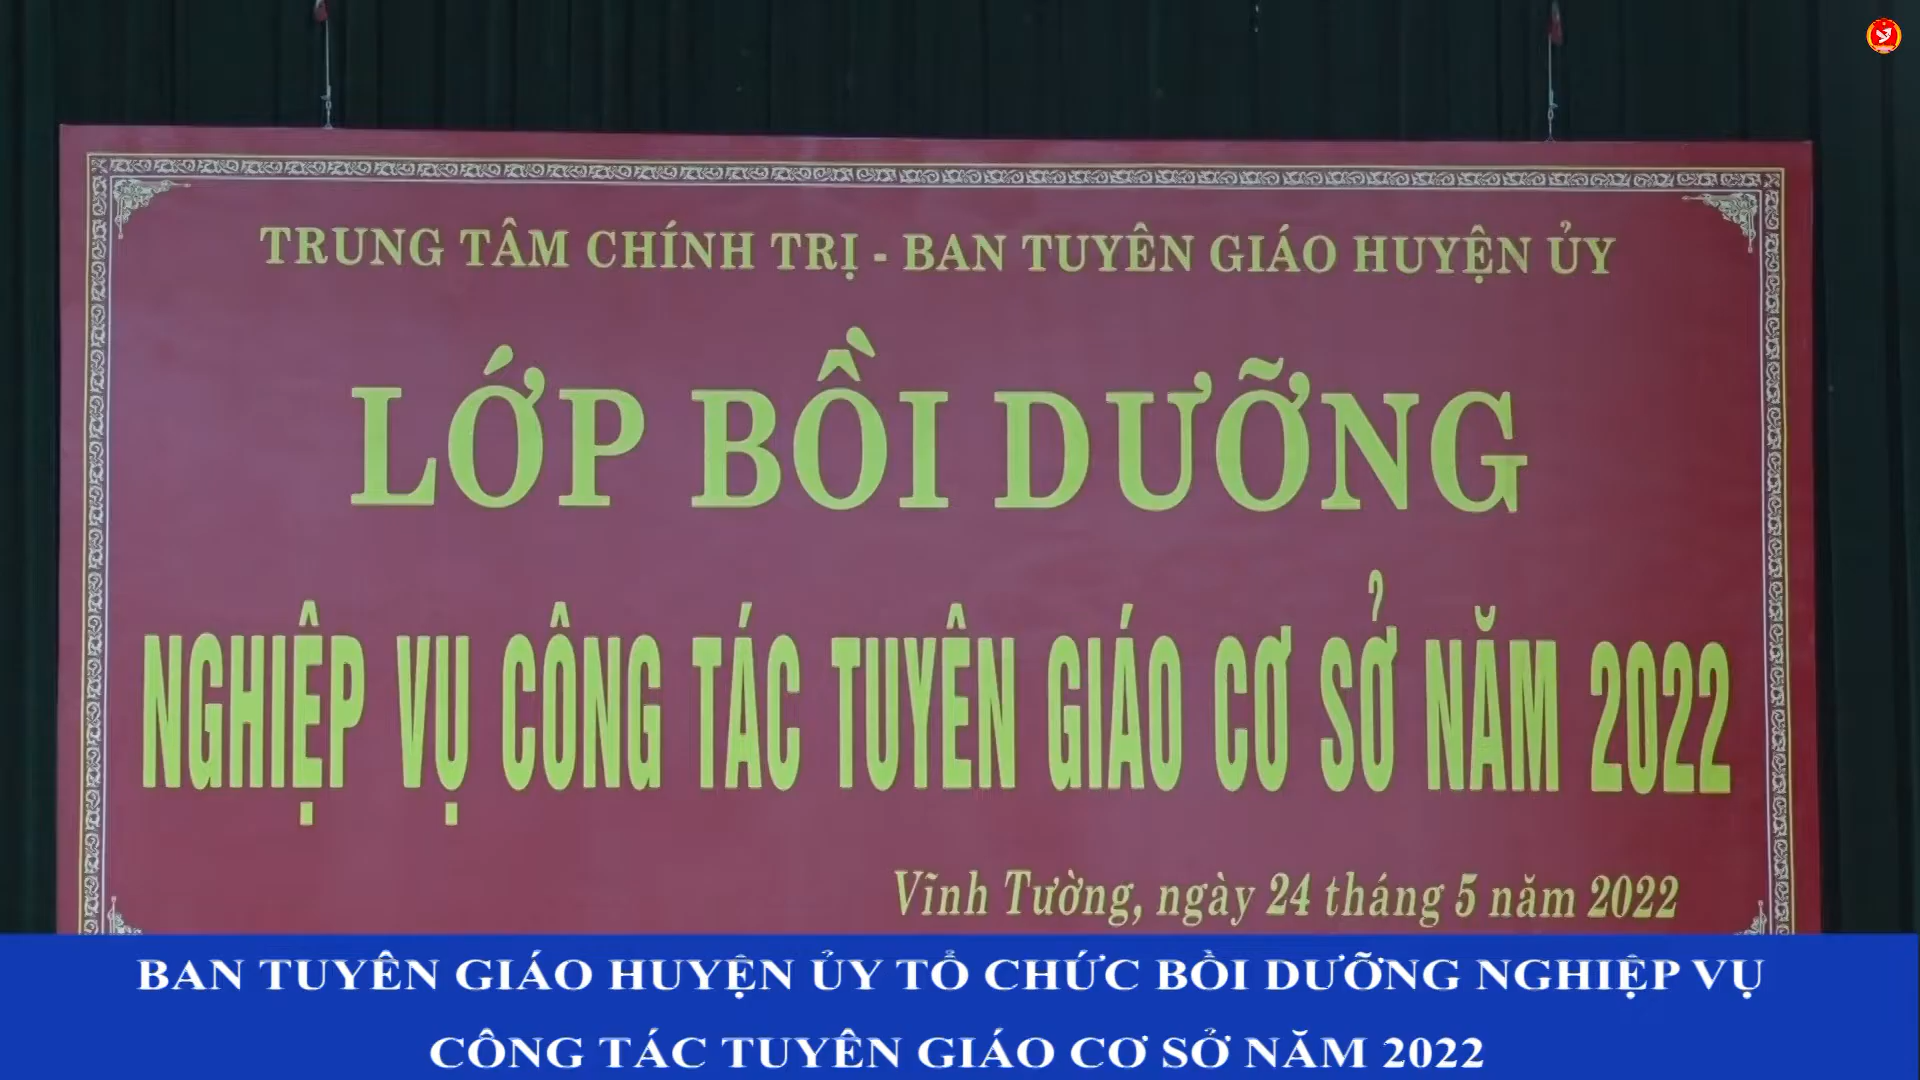 TRUNG TÂM CHÍNH TRỊ - BAN TUYÊN GIÁO HUYỆN ỦY
LỚP BỒI DƯỠNG
NGHIỆP VỤ CÔNG TÁC TUYÊN GIÁO CƠ SỞ NĂM 2022
Vĩnh Tường, ngày 24 tháng 5 năm 2022
BAN TUYÊN GIÁO HUYỆN ỦY TỔ CHỨC BỒI DƯỠNG NGHIỆP VỤ
CÔNG TÁC TUYÊN GIÁO CƠ SỞ NĂM 2022